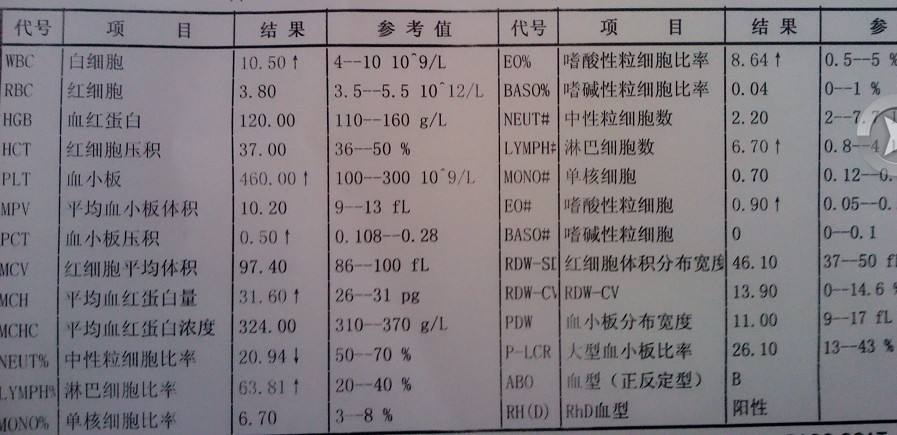 代号 项 目 结 果 参 考 值 代号 项 目 结 果 参
WBC 白细胞 10.50↑ 4--10 10^9/L EO% 嗜酸性粒细胞比率 8.64↑ 0.5--5 %
RBC 红细胞 3.80 3.5--5.5 10^12/L BASO% 嗜碱性粒细胞比率 0.04 0--1 %
HGB 血红蛋白 120.00 110--160 g/L NEUT# 中性粒细胞数 2.20 2--7.7
HCT 红细胞压积 37.00 36--50 % LYMPH# 淋巴细胞数 6.70↑ 0.8--4
PLT 血小板 460.00↑ 100--300 10^9/L MONO# 单核细胞 0.70 0.12--0.
MPV 平均血小板体积 10.20 9--13 fL EO# 嗜酸性粒细胞 0.90↑ 0.05--0.
PCT 血小板压积 0.50↑ 0.108--0.28 BASO# 嗜碱性粒细胞 0 0--0.1
MCV 红细胞平均体积 97.40 86--100 fL RDW-SD 红细胞体积分布宽度 46.10 37--50 fl
MCH 平均血红蛋白量 31.60↑ 26--31 pg RDW-CV RDW-CV 13.90 0--14.6 %
MCHC 平均血红蛋白浓度 324.00 310--370 g/L PDW 血小板分布宽度 11.00 9--17 fL
NEUT% 中性粒细胞比率 20.94↓ 50--70 % P-LCR 大型血小板比率 26.10 13--43 %
LYMPH% 淋巴细胞比率 63.81↑ 20--40 % ABO 血型（正反定型） B
MONO% 单核细胞比率 6.70 3--8 % RH(D) RhD血型 阳性